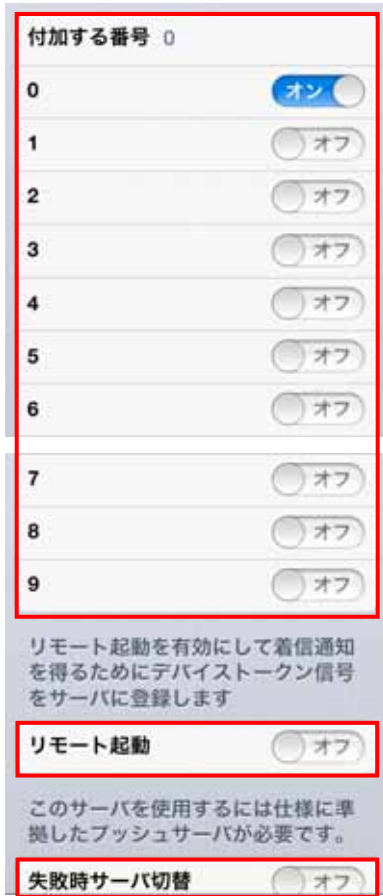 付加する番号 0
0 オン
1 オフ
2 オフ
3 オフ
4 オフ
5 オフ
6 オフ
7 オフ
8 オフ
9 オフ
リモート起動を有効にして着信通知
を得るためにデバイストークン信号
をサーバに登録します
リモート起動 オフ
このサーバを使用するには仕様に準
拠したプッシュサーバが必要です。
失敗時サーバ切替 オフ